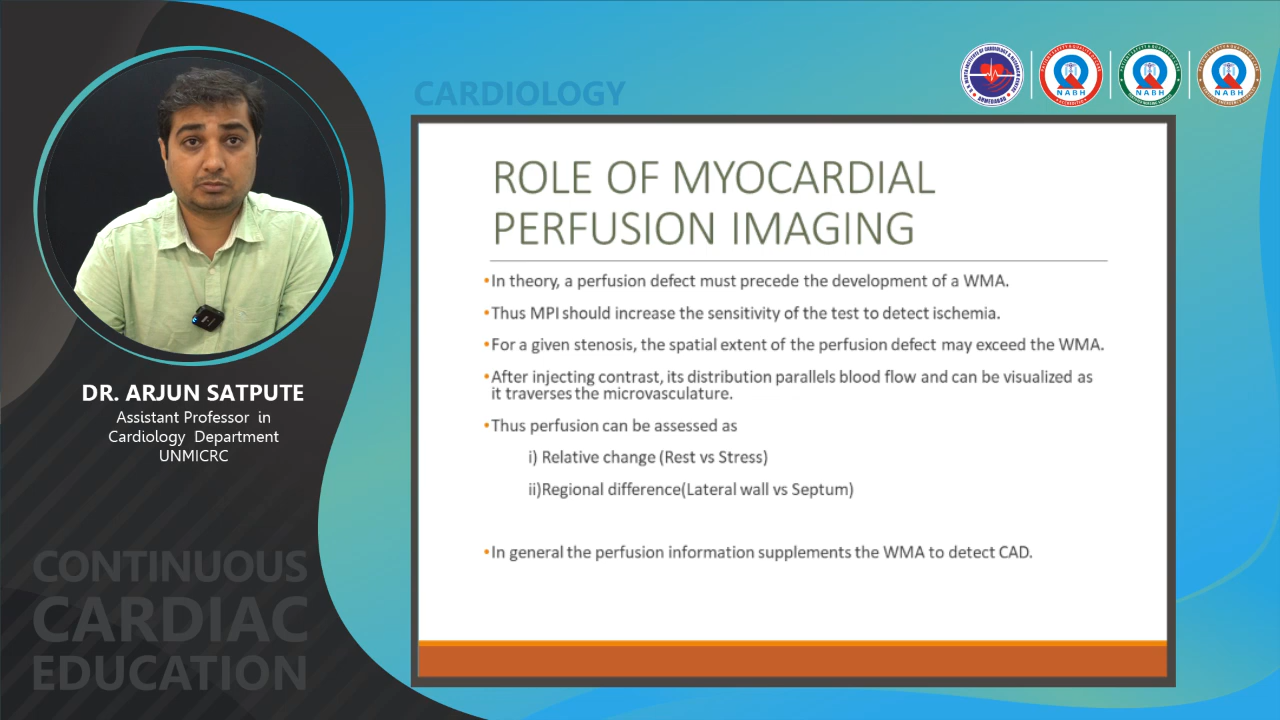 CARDIOLOGY
NABH
NABH
NABH
ROLE OF MYOCARDIAL
PERFUSION IMAGING
•In theory, a perfusion defect must precede the development of a WMA.
•Thus MPI should increase the sensitivity of the test to detect ischemia.
•For a given stenosis, the spatial extent of the perfusion defect may exceed the WMA.
•After injecting contrast, its distribution parallels blood flow and can be visualized as
it traverses the microvasculature.
•Thus perfusion can be assessed as
i) Relative change (Rest vs Stress)
ii)Regional difference(Lateral wall vs Septum)
•In general the perfusion information supplements the WMA to detect CAD.
DR. ARJUN SATPUTE
Assistant Professor in
Cardiology Department
UNMICRC
CONTINUOUS
CARDIAC
EDUCATION